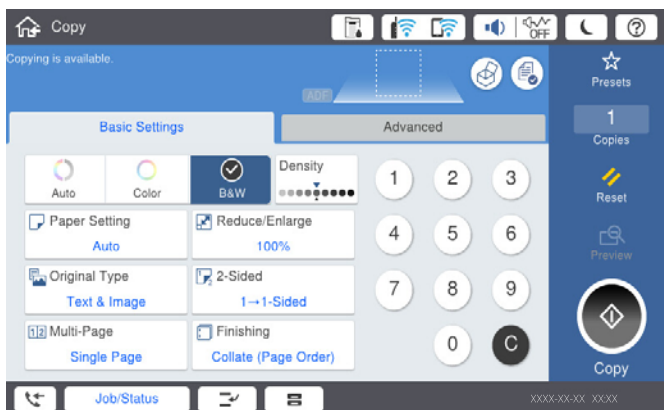 Copy
OFF
?
Copying is available.
ADF
Presets
Basic Settings
Advanced
1
Copies
Auto
Color
B&W
Density
1
2
3
Reset
Paper Setting
Auto
Reduce/Enlarge
100%
4
5
6
Preview
Original Type
Text & Image
2-Sided
1→1-Sided
7
8
9
1 2 Multi-Page
Single Page
Finishing
Collate (Page Order)
0
C
Copy
Job/Status
XXXX-XX-XX XX:XX